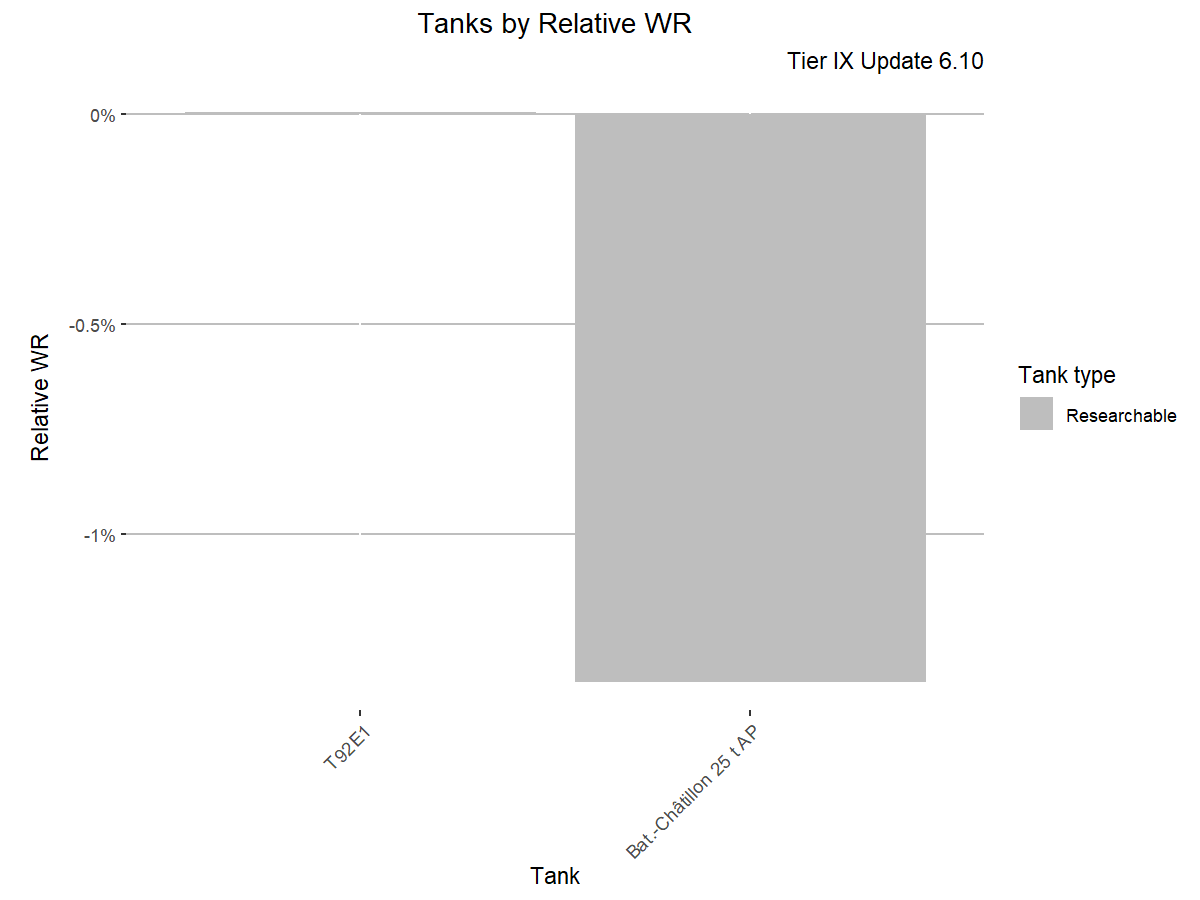 Tanks by Relative WR
Tier IX Update 6.10
0%
-0.5%
-1%
Relative WR
T92E1
Bat.-Châtillon 25 t AP
Tank
Tank type
Researchable